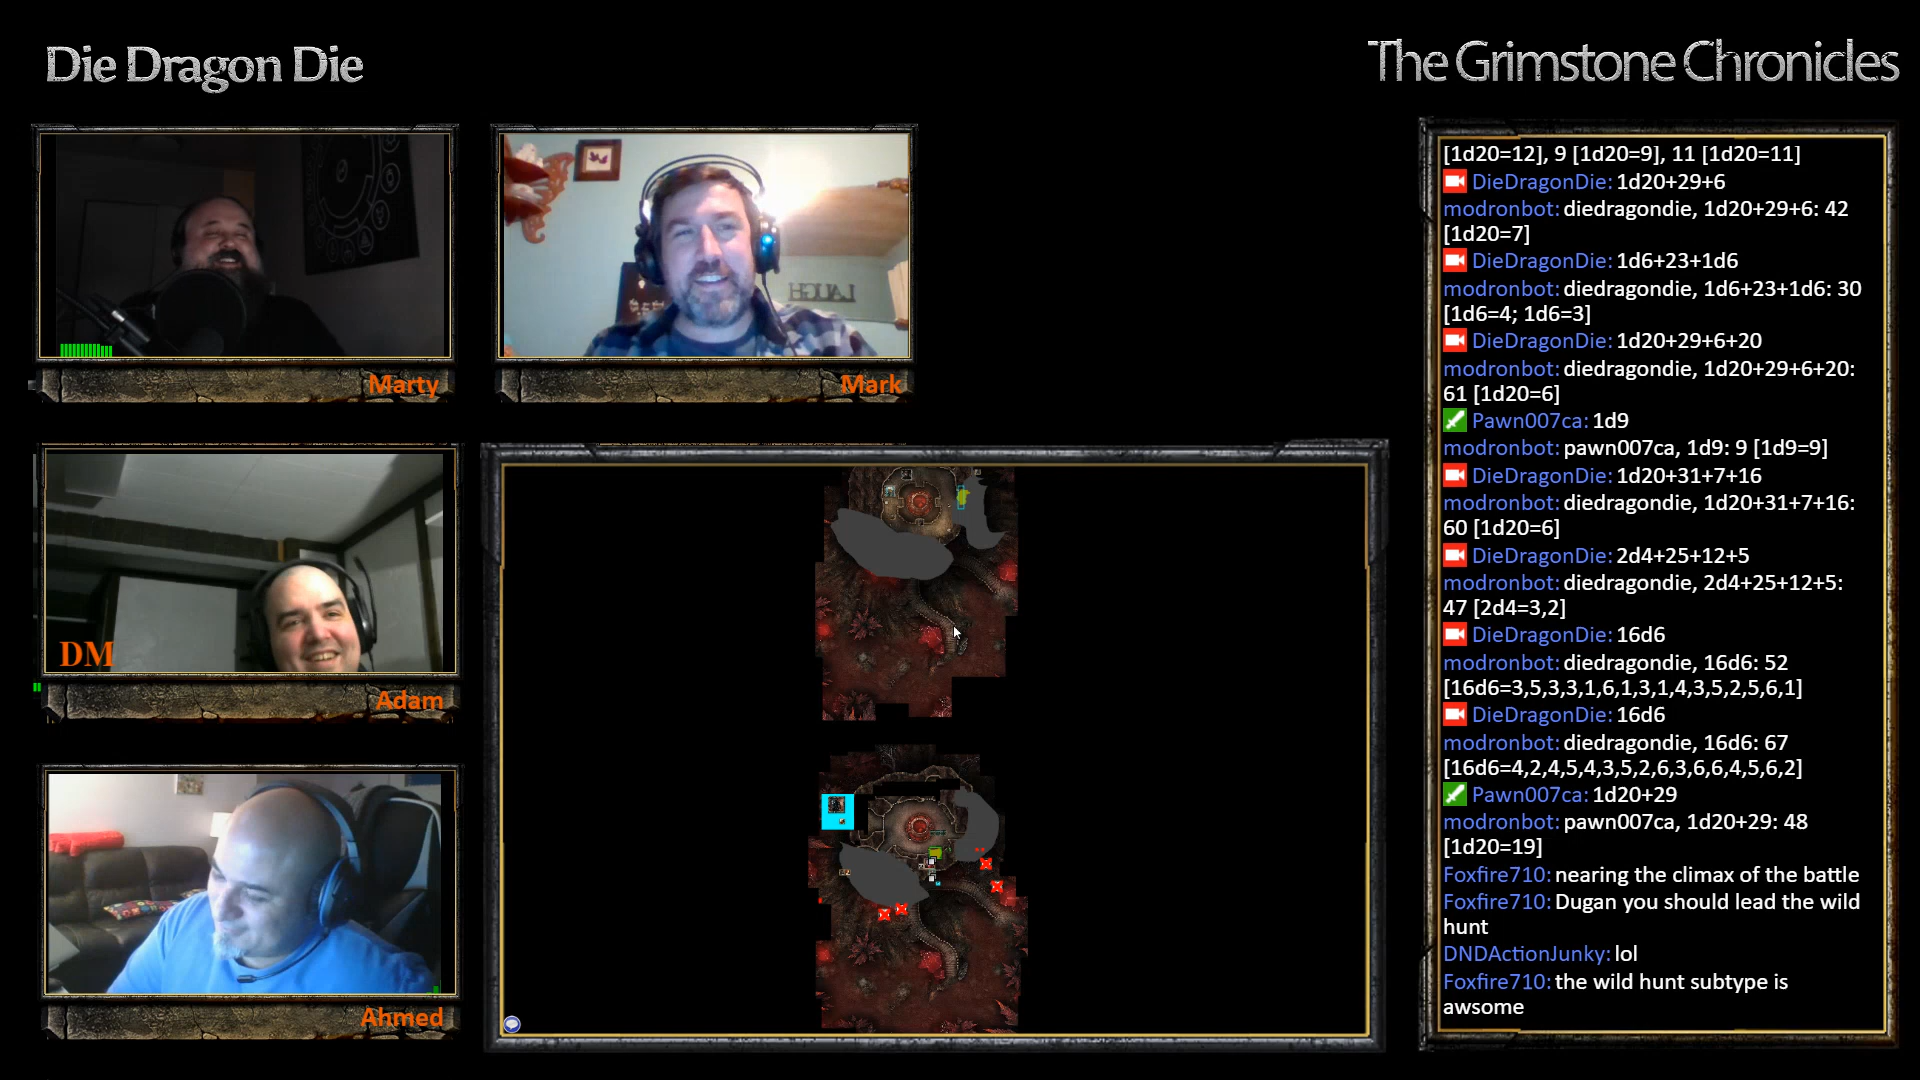 Die Dragon Die
The Grimstone Chronicles
Marty
LAUGH
Mark
DM
Adam
Ahmed
[1d20=12], 9 [1d20=9], 11 [1d20=11]
DieDragonDie: 1d20+29+6
modronbot: diedragondie, 1d20+29+6: 42
[1d20=7]
DieDragonDie: 1d6+23+1d6
modronbot: diedragondie, 1d6+23+1d6: 30
[1d6=4; 1d6=3]
DieDragonDie: 1d20+29+6+20
modronbot: diedragondie, 1d20+29+6+20:
61 [1d20=6]
Pawn007ca: 1d9
modronbot: pawn007ca, 1d9: 9 [1d9=9]
DieDragonDie: 1d20+31+7+16
modronbot: diedragondie, 1d20+31+7+16:
60 [1d20=6]
DieDragonDie: 2d4+25+12+5
modronbot: diedragondie, 2d4+25+12+5:
47 [2d4=3,2]
DieDragonDie: 16d6
modronbot: diedragondie, 16d6: 52
[16d6=3,5,3,3,1,6,1,3,1,4,3,5,2,5,6,1]
DieDragonDie: 16d6
modronbot: diedragondie, 16d6: 67
[16d6=4,2,4,5,4,3,5,2,6,3,6,6,4,5,6,2]
Pawn007ca: 1d20+29
modronbot: pawn007ca, 1d20+29: 48
[1d20=19]
Foxfire710: nearing the climax of the battle
Foxfire710: Dugan you should lead the wild
hunt
DNDActionJunky: lol
Foxfire710: the wild hunt subtype is
awsome